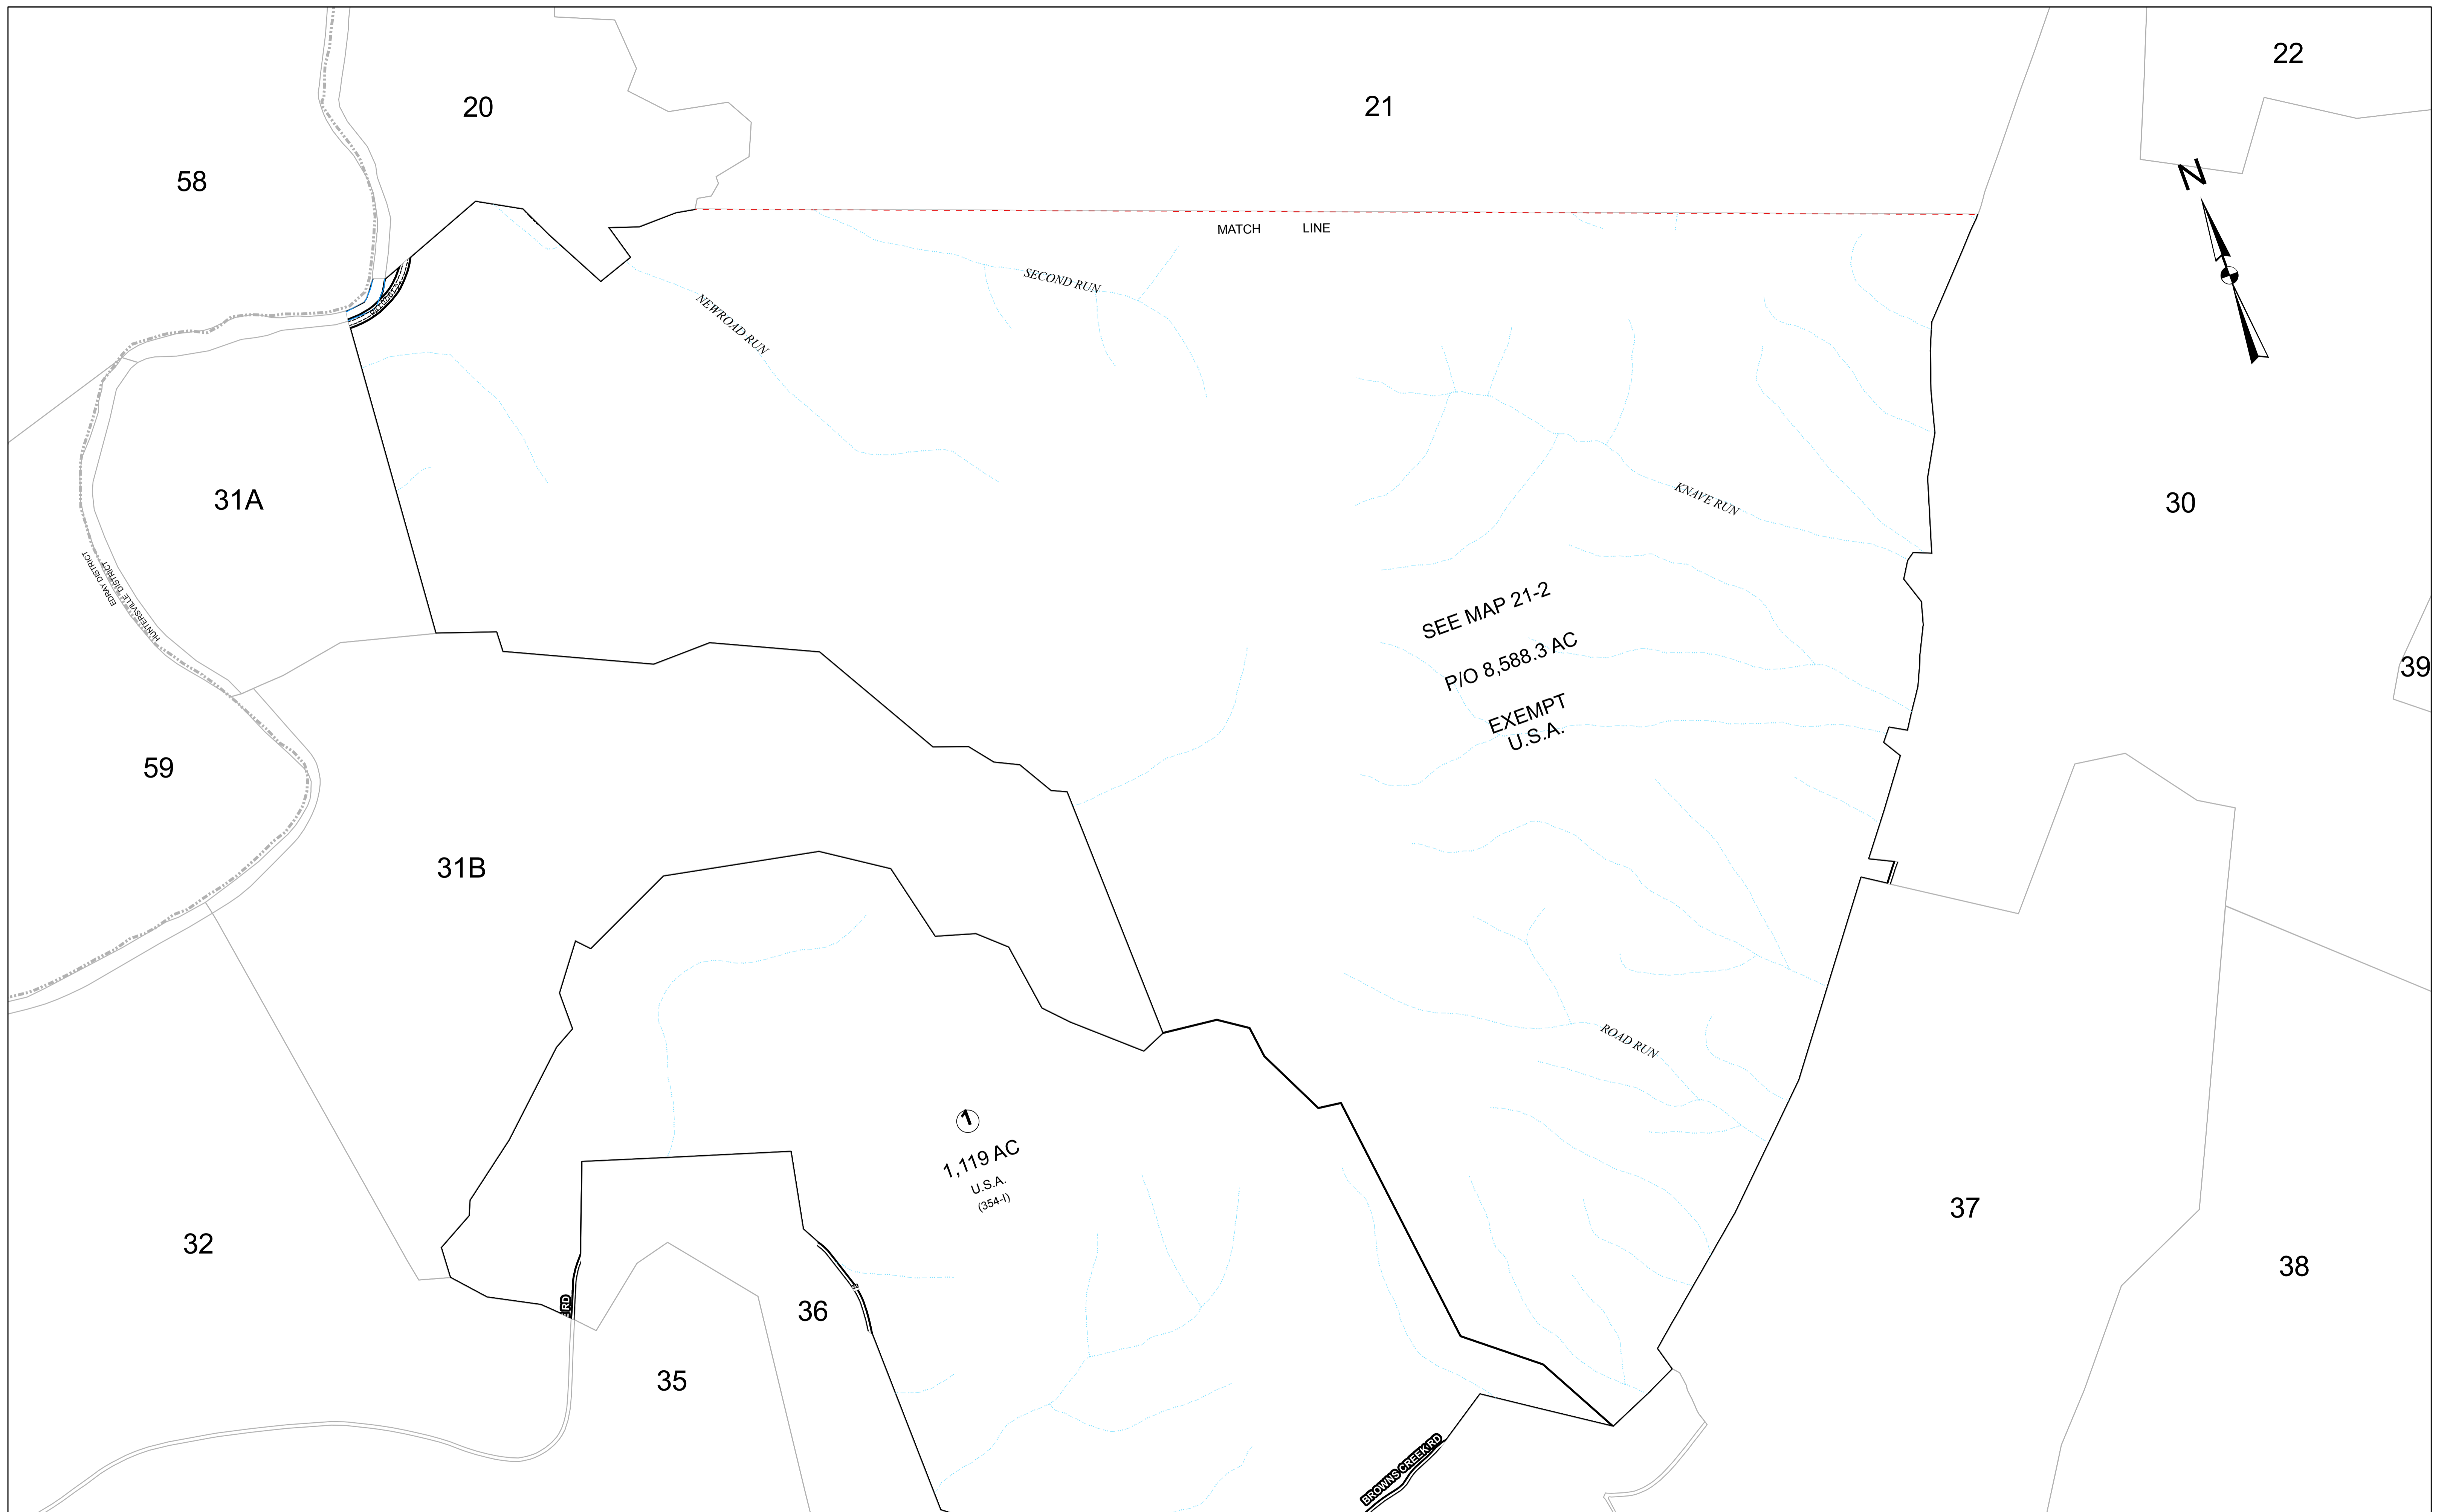 22
20
21
58
N
MATCH LINE
SECOND RUN
NEWROAD RUN
31A
KNAVE RUN
30
EDRAY DISTRICT
HUNTERSVILLE DISTRICT
SEE MAP 21-2
P/O 8,588.3 AC
EXEMPT
U.S.A.
39
59
31B
ROAD RUN
1
1,119 AC
U.S.A.
(354-I)
37
32
38
RD
36
35
BROWNS CREEK RD